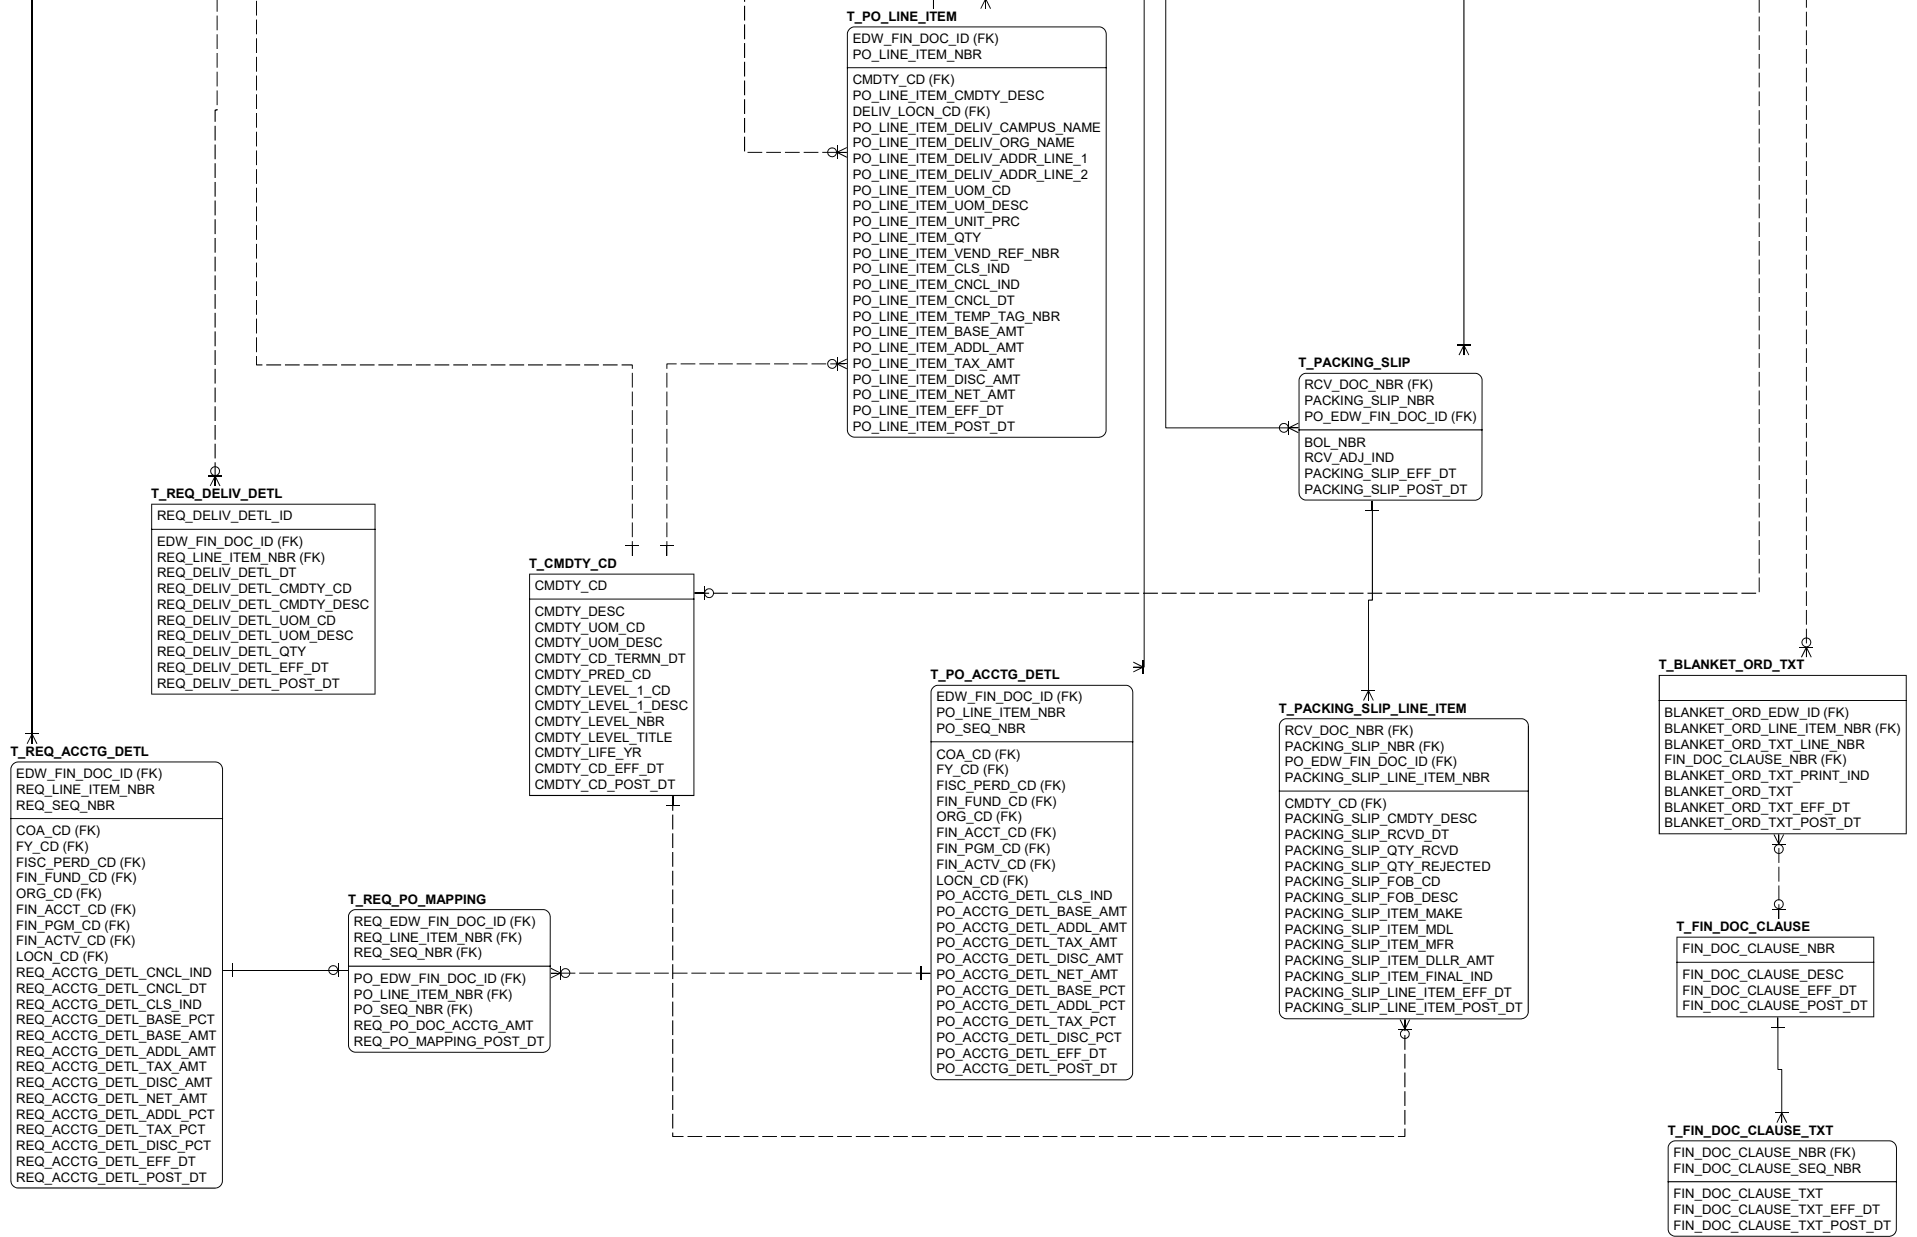 T_PO_LINE_ITEM
EDW_FIN_DOC_ID (FK)
PO_LINE_ITEM_NBR
CMDTY_CD (FK)
PO_LINE_ITEM_CMDTY_DESC
DELIV_LOCN_CD (FK)
PO_LINE_ITEM_DELIV_CAMPUS_NAME
PO_LINE_ITEM_DELIV_ORG_NAME
PO_LINE_ITEM_DELIV_ADDR_LINE_1
PO_LINE_ITEM_DELIV_ADDR_LINE_2
PO_LINE_ITEM_UOM_CD
PO_LINE_ITEM_UOM_DESC
PO_LINE_ITEM_UNIT_PRC
PO_LINE_ITEM_QTY
PO_LINE_ITEM_VEND_REF_NBR
PO_LINE_ITEM_CLS_IND
PO_LINE_ITEM_CNCL_IND
PO_LINE_ITEM_CNCL_DT
PO_LINE_ITEM_TEMP_TAG_NBR
PO_LINE_ITEM_BASE_AMT
PO_LINE_ITEM_ADDL_AMT
PO_LINE_ITEM_TAX_AMT
PO_LINE_ITEM_DISC_AMT
PO_LINE_ITEM_NET_AMT
PO_LINE_ITEM_EFF_DT
PO_LINE_ITEM_POST_DT
T_PACKING_SLIP
RCV_DOC_NBR (FK)
PACKING_SLIP_NBR
PO_EDW_FIN_DOC_ID (FK)
BOL_NBR
RCV_ADJ_IND
PACKING_SLIP_EFF_DT
PACKING_SLIP_POST_DT
T_REQ_DELIV_DETL
REQ_DELIV_DETL_ID
EDW_FIN_DOC_ID (FK)
REQ_LINE_ITEM_NBR (FK)
REQ_DELIV_DETL_DT
REQ_DELIV_DETL_CMDTY_CD
REQ_DELIV_DETL_CMDTY_DESC
REQ_DELIV_DETL_UOM_CD
REQ_DELIV_DETL_UOM_DESC
REQ_DELIV_DETL_QTY
REQ_DELIV_DETL_EFF_DT
REQ_DELIV_DETL_POST_DT
T_CMDTY_CD
CMDTY_CD
CMDTY_DESC
CMDTY_UOM_CD
CMDTY_UOM_DESC
CMDTY_CD_TERMN_DT
CMDTY_PRED_CD
CMDTY_LEVEL_1_CD
CMDTY_LEVEL_1_DESC
CMDTY_LEVEL_NBR
CMDTY_LEVEL_TITLE
CMDTY_LIFE_YR
CMDTY_CD_EFF_DT
CMDTY_CD_POST_DT
T_PO_ACCTG_DETL
EDW_FIN_DOC_ID (FK)
PO_LINE_ITEM_NBR
PO_SEQ_NBR
COA_CD (FK)
FY_CD (FK)
FISC_PERD_CD (FK)
FIN_FUND_CD (FK)
ORG_CD (FK)
FIN_ACCT_CD (FK)
FIN_PGM_CD (FK)
FIN_ACTV_CD (FK)
LOCN_CD (FK)
PO_ACCTG_DETL_CLS_IND
PO_ACCTG_DETL_BASE_AMT
PO_ACCTG_DETL_ADDL_AMT
PO_ACCTG_DETL_TAX_AMT
PO_ACCTG_DETL_DISC_AMT
PO_ACCTG_DETL_NET_AMT
PO_ACCTG_DETL_BASE_PCT
PO_ACCTG_DETL_ADDL_PCT
PO_ACCTG_DETL_TAX_PCT
PO_ACCTG_DETL_DISC_PCT
PO_ACCTG_DETL_EFF_DT
PO_ACCTG_DETL_POST_DT
T_PACKING_SLIP_LINE_ITEM
RCV_DOC_NBR (FK)
PACKING_SLIP_NBR (FK)
PO_EDW_FIN_DOC_ID (FK)
PACKING_SLIP_LINE_ITEM_NBR
CMDTY_CD (FK)
PACKING_SLIP_CMDTY_DESC
PACKING_SLIP_RCVD_DT
PACKING_SLIP_QTY_RCVD
PACKING_SLIP_QTY_REJECTED
PACKING_SLIP_FOB_CD
PACKING_SLIP_FOB_DESC
PACKING_SLIP_ITEM_MAKE
PACKING_SLIP_ITEM_MDL
PACKING_SLIP_ITEM_MFR
PACKING_SLIP_ITEM_DLLR_AMT
PACKING_SLIP_ITEM_FINAL_IND
PACKING_SLIP_LINE_ITEM_EFF_DT
PACKING_SLIP_LINE_ITEM_POST_DT
T_BLANKET_ORD_TXT
BLANKET_ORD_EDW_ID (FK)
BLANKET_ORD_LINE_ITEM_NBR (FK)
BLANKET_ORD_TXT_LINE_NBR
FIN_DOC_CLAUSE_NBR (FK)
BLANKET_ORD_TXT_PRINT_IND
BLANKET_ORD_TXT
BLANKET_ORD_TXT_EFF_DT
BLANKET_ORD_TXT_POST_DT
T_REQ_ACCTG_DETL
EDW_FIN_DOC_ID (FK)
REQ_LINE_ITEM_NBR
REQ_SEQ_NBR
COA_CD (FK)
FY_CD (FK)
FISC_PERD_CD (FK)
FIN_FUND_CD (FK)
ORG_CD (FK)
FIN_ACCT_CD (FK)
FIN_PGM_CD (FK)
FIN_ACTV_CD (FK)
LOCN_CD (FK)
REQ_ACCTG_DETL_CNCL_IND
REQ_ACCTG_DETL_CNCL_DT
REQ_ACCTG_DETL_CLS_IND
REQ_ACCTG_DETL_BASE_PCT
REQ_ACCTG_DETL_BASE_AMT
REQ_ACCTG_DETL_ADDL_AMT
REQ_ACCTG_DETL_TAX_AMT
REQ_ACCTG_DETL_DISC_AMT
REQ_ACCTG_DETL_NET_AMT
REQ_ACCTG_DETL_ADDL_PCT
REQ_ACCTG_DETL_TAX_PCT
REQ_ACCTG_DETL_DISC_PCT
REQ_ACCTG_DETL_EFF_DT
REQ_ACCTG_DETL_POST_DT
T_REQ_PO_MAPPING
REQ_EDW_FIN_DOC_ID (FK)
REQ_LINE_ITEM_NBR (FK)
REQ_SEQ_NBR (FK)
PO_EDW_FIN_DOC_ID (FK)
PO_LINE_ITEM_NBR (FK)
PO_SEQ_NBR (FK)
REQ_PO_DOC_ACCTG_AMT
REQ_PO_MAPPING_POST_DT
T_FIN_DOC_CLAUSE
FIN_DOC_CLAUSE_NBR
FIN_DOC_CLAUSE_DESC
FIN_DOC_CLAUSE_EFF_DT
FIN_DOC_CLAUSE_POST_DT
T_FIN_DOC_CLAUSE_TXT
FIN_DOC_CLAUSE_NBR (FK)
FIN_DOC_CLAUSE_SEQ_NBR
FIN_DOC_CLAUSE_TXT
FIN_DOC_CLAUSE_TXT_EFF_DT
FIN_DOC_CLAUSE_TXT_POST_DT